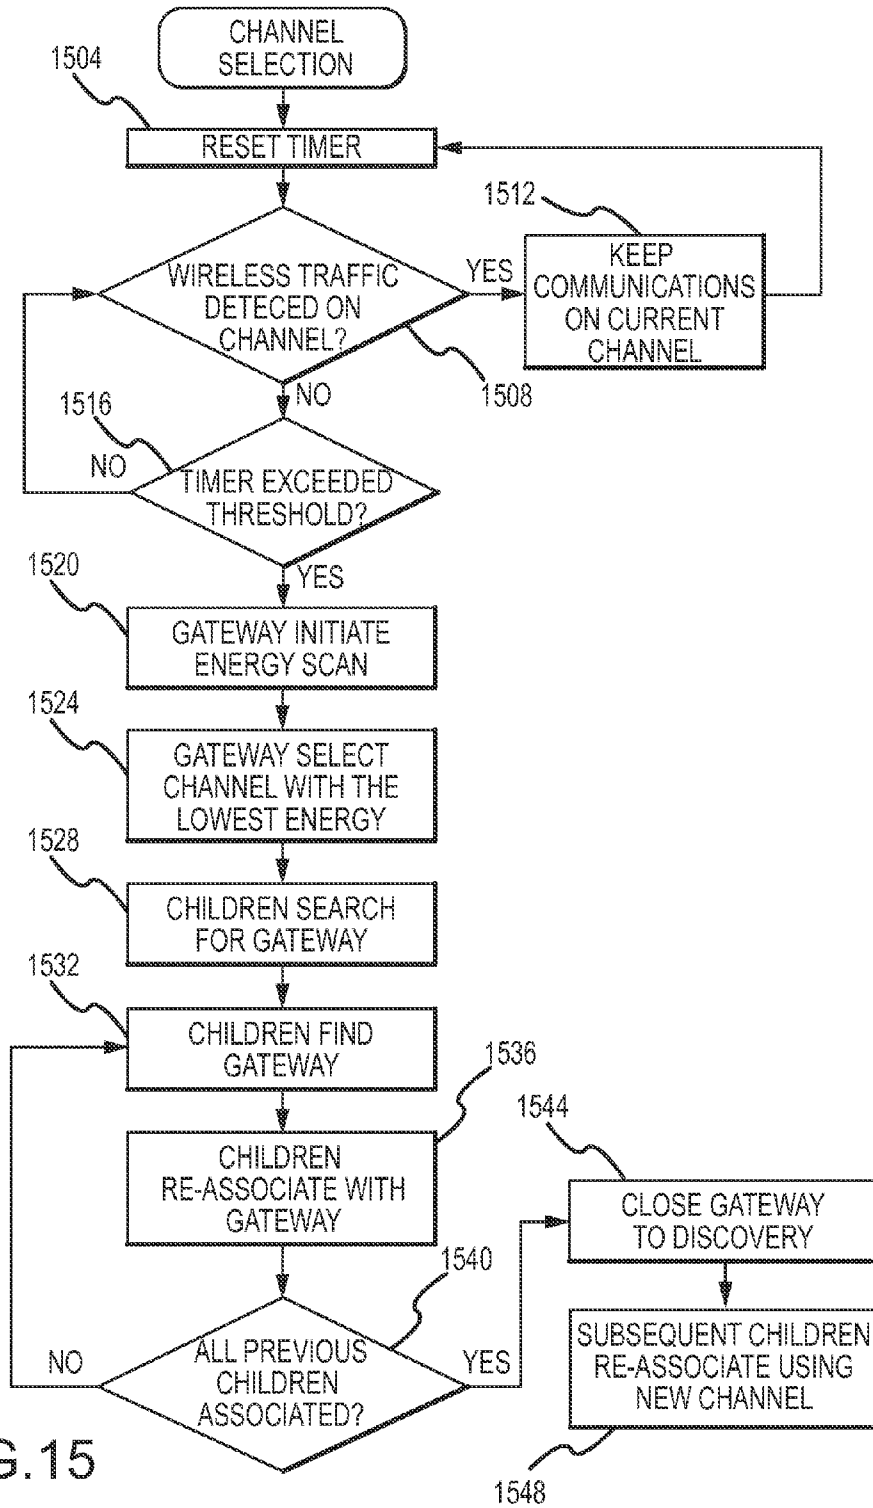 CHANNEL
SELECTION
1504
RESET TIMER
1512
KEEP
COMMUNICATIONS
ON CURRENT
CHANNEL
WIRELESS TRAFFIC
DETECED ON
CHANNEL?
YES
1508
NO
1516
NO
TIMER EXCEEDED
THRESHOLD?
YES
1520
GATEWAY INITIATE
ENERGY SCAN
1524
GATEWAY SELECT
CHANNEL WITH THE
LOWEST ENERGY
1528
CHILDREN SEARCH
FOR GATEWAY
1532
CHILDREN FIND
GATEWAY
1536
CHILDREN
RE-ASSOCIATE WITH
GATEWAY
1540
ALL PREVIOUS
CHILDREN
ASSOCIATED?
NO
YES
1544
CLOSE GATEWAY
TO DISCOVERY
SUBSEQUENT CHILDREN
RE-ASSOCIATE USING
NEW CHANNEL
1548
G.15